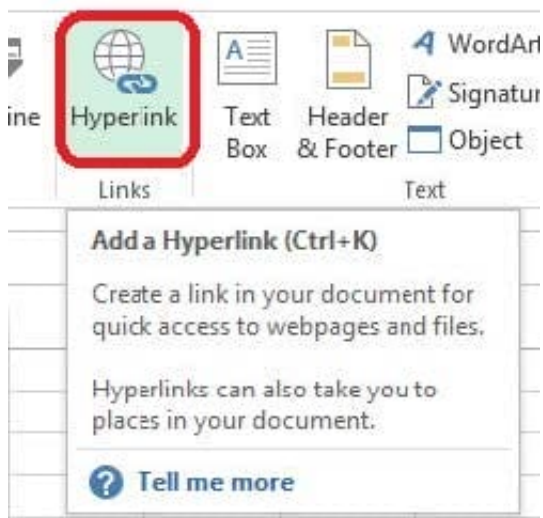 ine
Hyperlink
Text
Box
Header
& Footer
WordArt
Signatur
Object
Links
Text
Add a Hyperlink (Ctrl+K)
Create a link in your document for
quick access to webpages and files.
Hyperlinks can also take you to
places in your document.
Tell me more